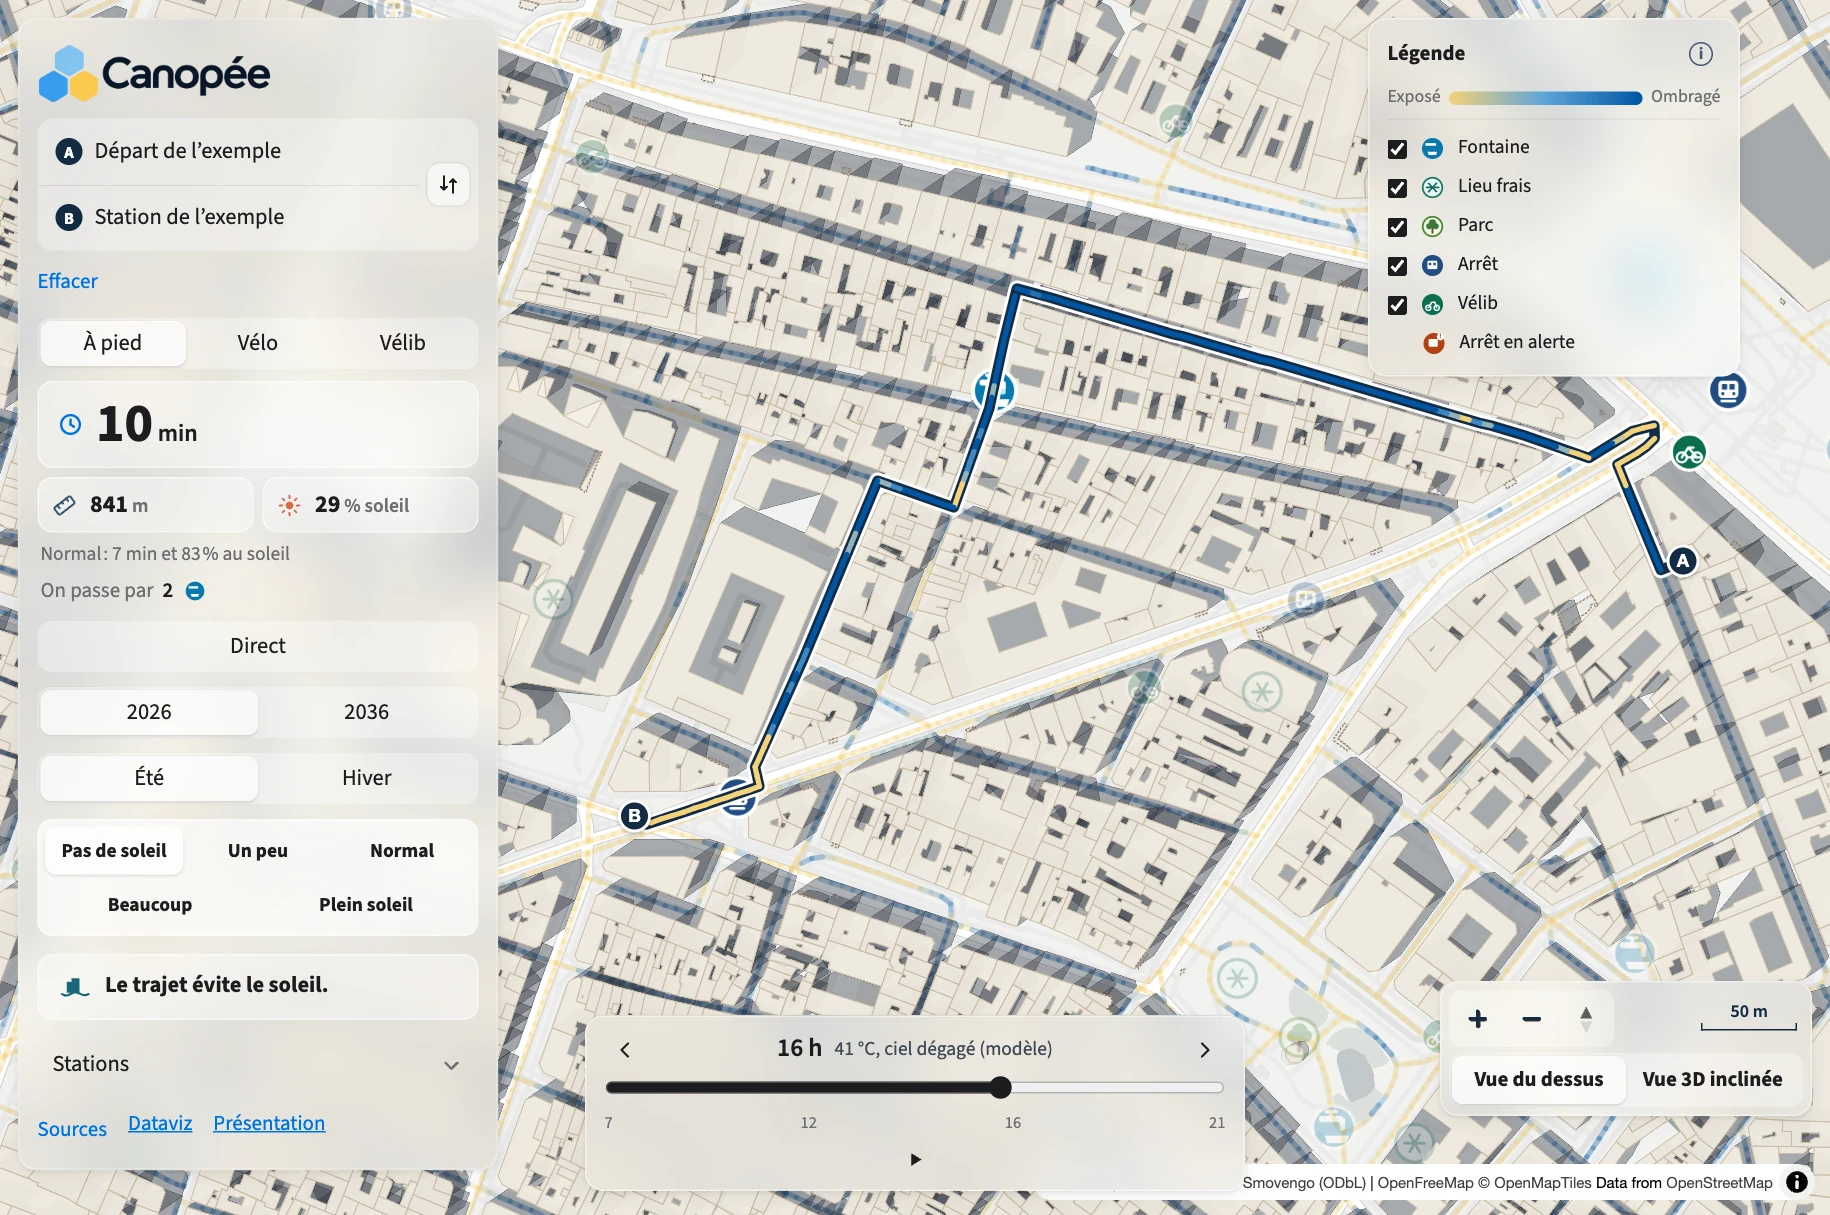 Canopée
A Départ de l’exemple
B Station de l’exemple
Effacer
À pied Vélo Vélib
10 min
841 m 29 % soleil
Normal : 7 min et 83 % au soleil
On passe par 2
Direct
2026 2036
Été Hiver
Pas de soleil Un peu Normal
Beaucoup Plein soleil
Le trajet évite le soleil.
Stations
Sources Dataviz Présentation
Légende
Exposé Ombragé
Fontaine
Lieu frais
Parc
Arrêt
Vélib
Arrêt en alerte
A
B
16 h 41 °C, ciel dégagé (modèle)
7 12 16 21
50 m
Vue du dessus Vue 3D inclinée
Smovengo (ODbL) | OpenFreeMap © OpenMapTiles Data from OpenStreetMap